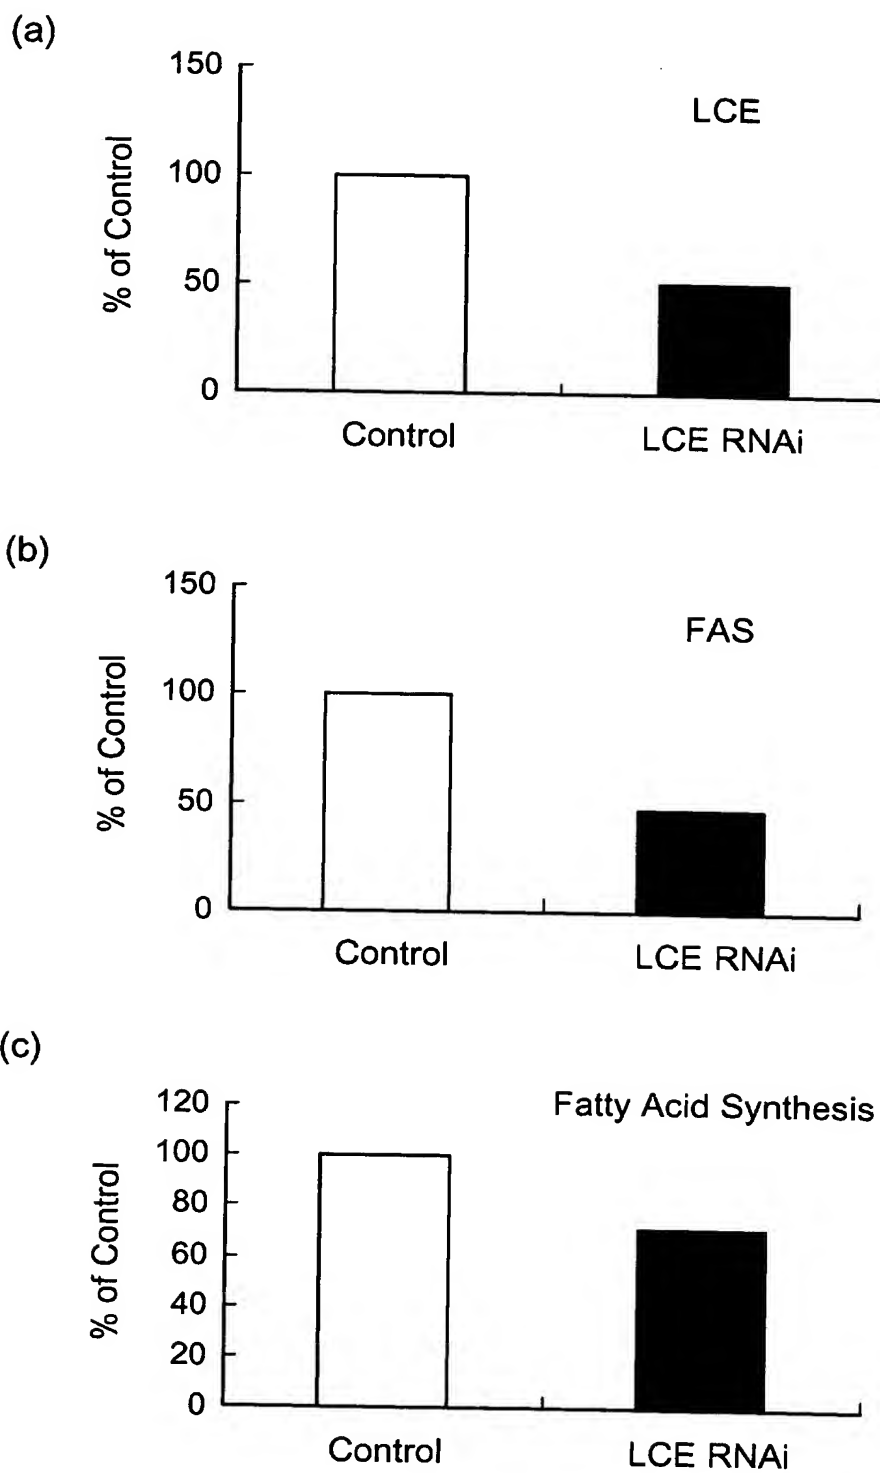 (a)
150
LCE
100
50
0
% of Control
Control
LCE RNAi
(b)
150
FAS
100
50
0
% of Control
Control
LCE RNAi
(c)
120
Fatty Acid Synthesis
100
80
60
40
20
0
% of Control
Control
LCE RNAi